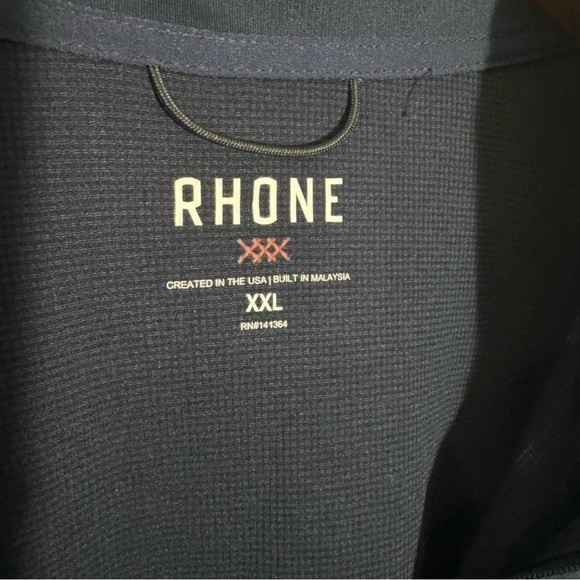 RHONE
CREATED IN THE USA | BUILT IN MALAYSIA
XXL
RN#141364